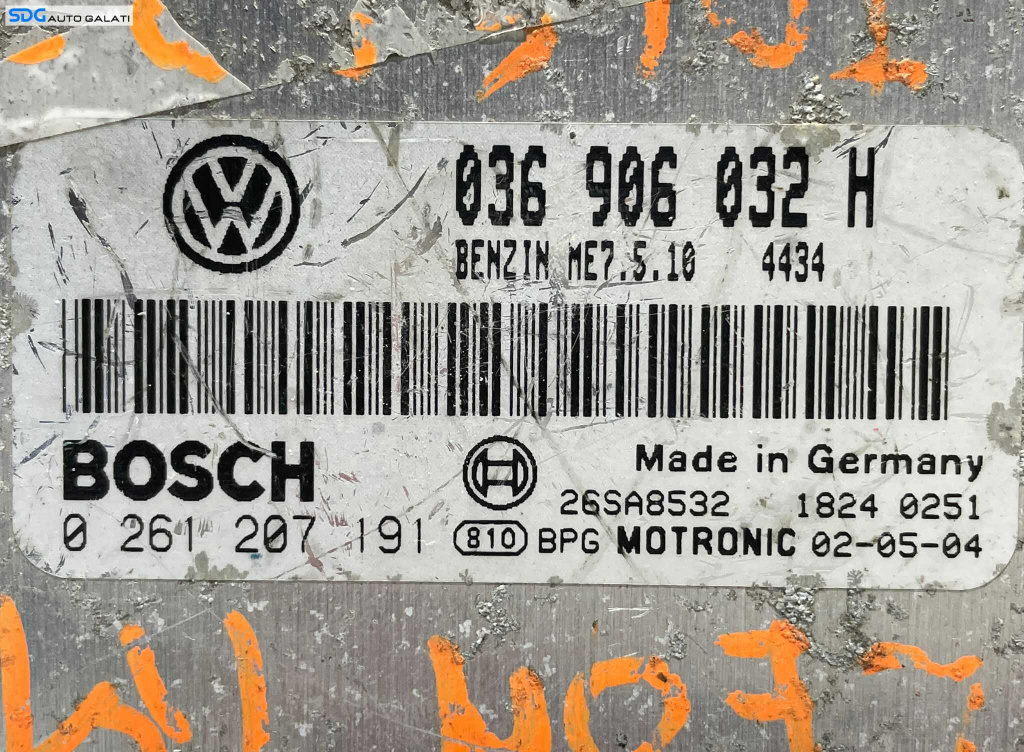 SDG AUTO GALATI
036 906 032 H
BENZIN ME7.5.10 4434
BOSCH
Made in Germany
26SA8532 1824 0251
0 261 207 191 810 BPG MOTRONIC 02-05-04